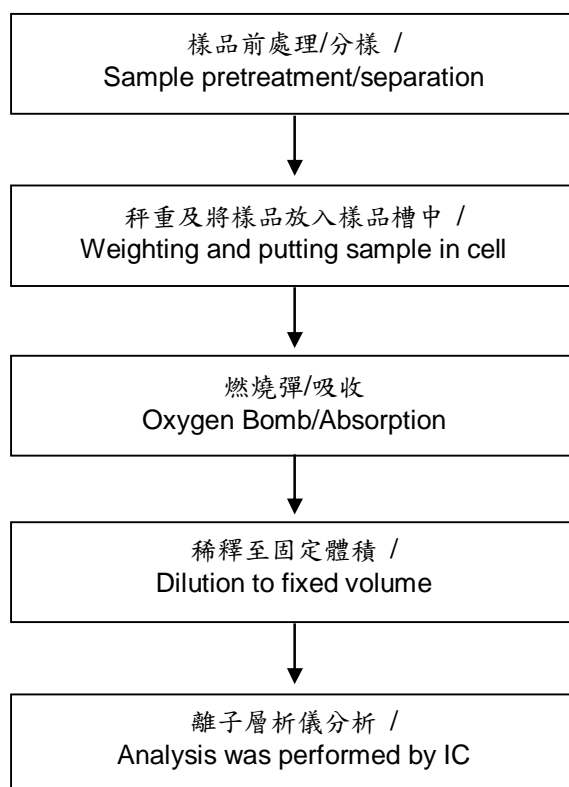 樣品前處理/分樣 /
Sample pretreatment/separation
秤重及將樣品放入樣品槽中 /
Weighting and putting sample in cell
燃燒彈/吸收
Oxygen Bomb/Absorption
稀釋至固定體積 /
Dilution to fixed volume
離子層析儀分析 /
Analysis was performed by IC